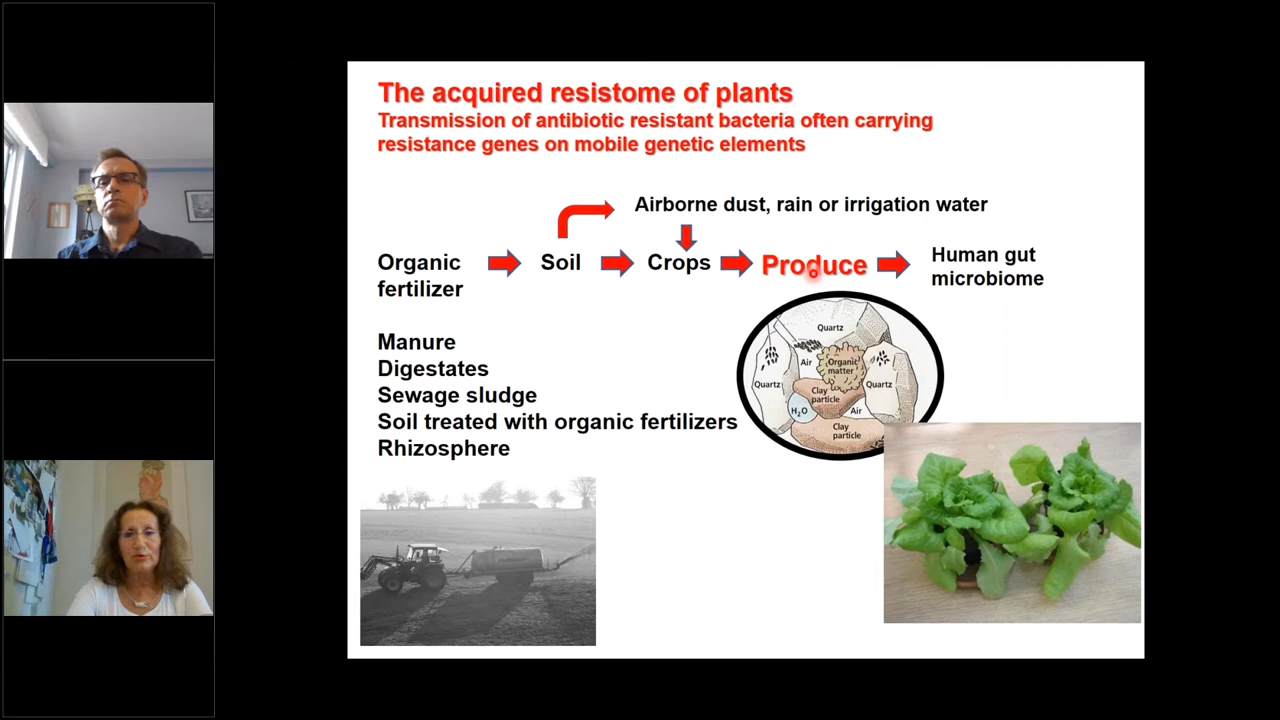 The acquired resistome of plants
Transmission of antibiotic resistant bacteria often carrying
resistance genes on mobile genetic elements
Airborne dust, rain or irrigation water
Organic
fertilizer
Soil
Crops
Produce
Human gut
microbiome
Manure
Digestates
Sewage sludge
Soil treated with organic fertilizers
Rhizosphere
Quartz
Air
Organic
matter
Quartz
Quartz
Clay
particle
H₂O
Air
Clay
particle